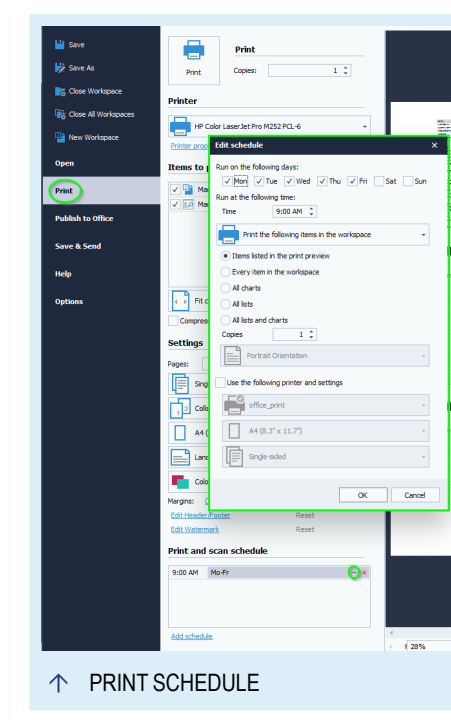 Save
Save As
Close Workspace
Close All Workspaces
New Workspace
Open
Print
Publish to Office
Save & Send
Help
Options
Print
Print
Copies: 1
Printer
HP Color LaserJet Pro M252 PCL-6
Printer prop
Items to p
Ma
Ma
Fit c
Compres
Settings
Pages:
Sing
Colla
A4 (
Land
Colo
Margins:
Edit Header/Footer Reset
Edit Watermark Reset
Print and scan schedule
9:00 AM Mo-Fr
Add schedule
Edit schedule
Run on the following days:
Mon Tue Wed Thu Fri Sat Sun
Run at the following time:
Time 9:00 AM
Print the following items in the workspace
Items listed in the print preview
Every item in the workspace
All charts
All lists
All lists and charts
Copies 1
Portrait Orientation
Use the following printer and settings
office_print
A4 (8.3" x 11.7")
Single-sided
OK Cancel
28%
↑ PRINT SCHEDULE